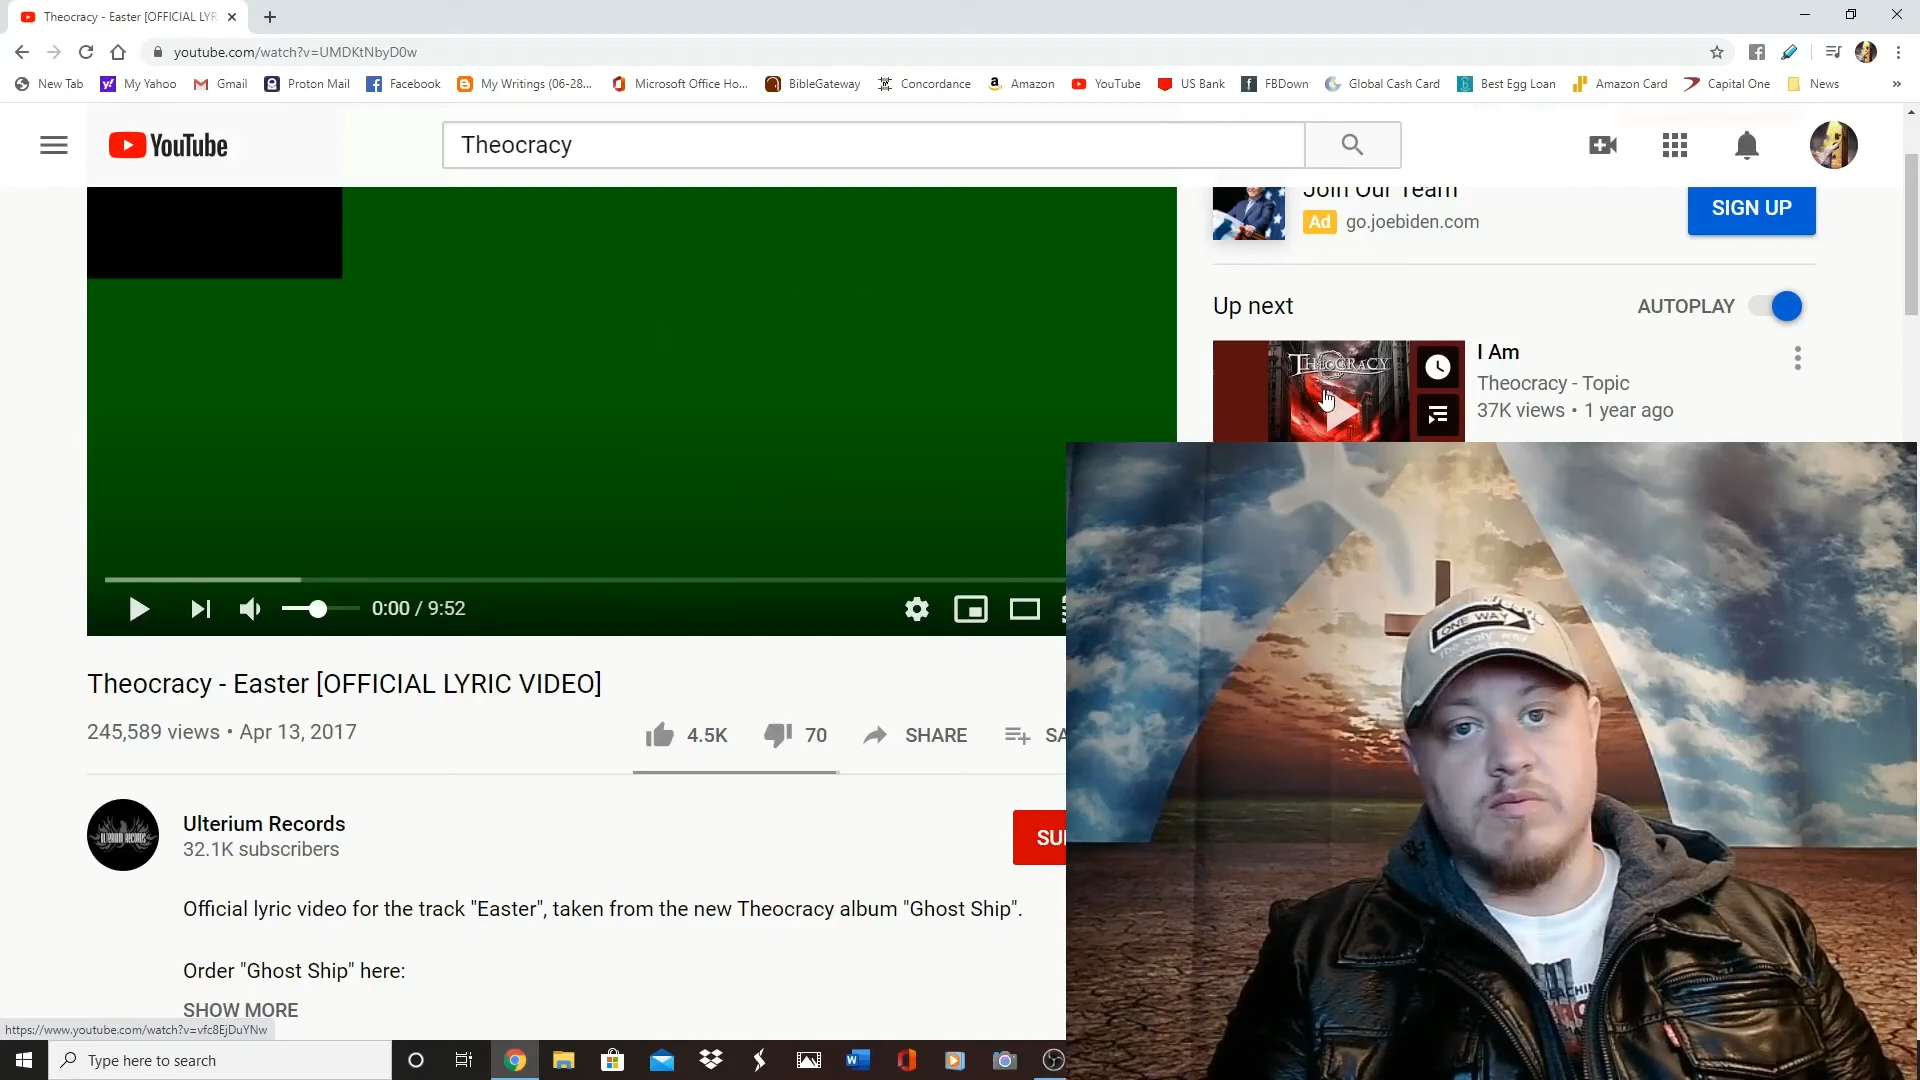 Theocracy - Easter [OFFICIAL LYR
youtube.com/watch?v=UMDKtNbyD0w
New Tab My Yahoo Gmail Proton Mail Facebook My Writings (06-28... Microsoft Office Ho... BibleGateway Concordance Amazon YouTube US Bank FBDown Global Cash Card Best Egg Loan Amazon Card Capital One News »
YouTube Theocracy
Join Our Team
Ad go.joebiden.com
SIGN UP
Up next AUTOPLAY
THEOCRACY
I Am
Theocracy - Topic
37K views • 1 year ago
0:00 / 9:52
Theocracy - Easter [OFFICIAL LYRIC VIDEO]
245,589 views • Apr 13, 2017 4.5K 70 SHARE SA
ULTERIUM RECORDS
Ulterium Records
32.1K subscribers
SU
Official lyric video for the track "Easter", taken from the new Theocracy album "Ghost Ship".
Order "Ghost Ship" here:
SHOW MORE
https://www.youtube.com/watch?v=vfc8EjDuYNw
Type here to search
ONE WAY